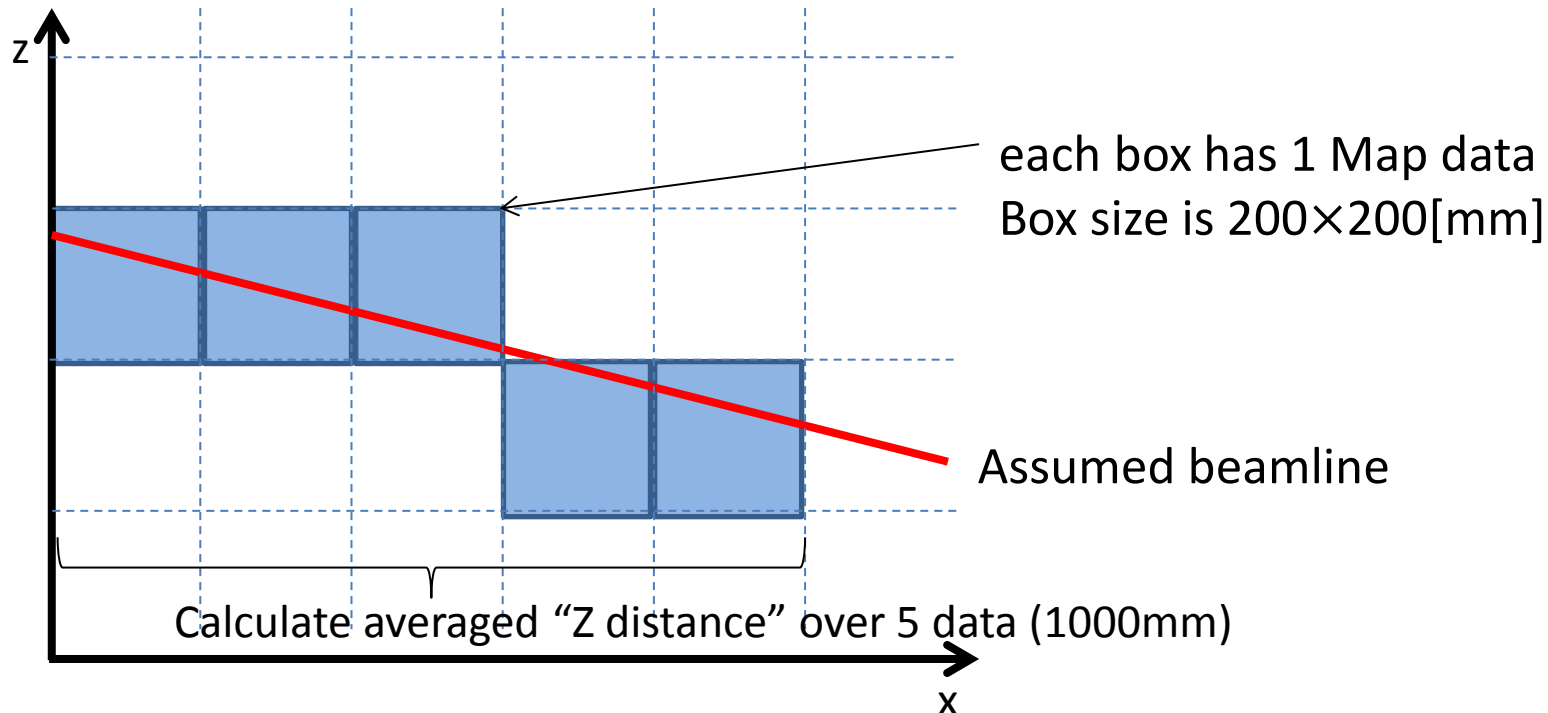 z
each box has 1 Map data
Box size is 200×200[mm]
Assumed beamline
Calculate averaged “Z distance” over 5 data (1000mm)
x